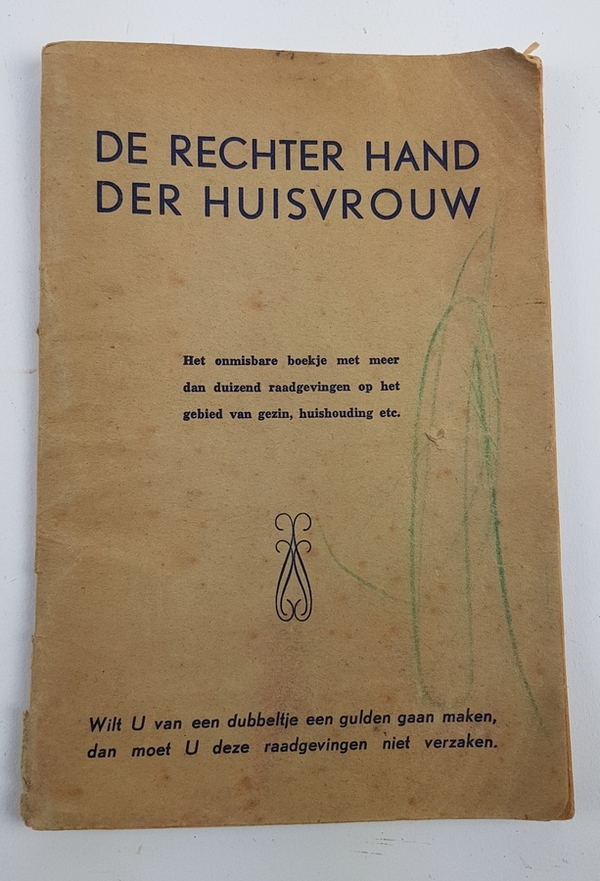 DE RECHTER HAND
DER HUISVROUW
Het onmisbare boekje met meer
dan duizend raadgevingen op het
gebied van gezin, huishouding etc.
Wilt U van een dubbeltje een gulden gaan maken,
dan moet U deze raadgevingen niet verzaken.